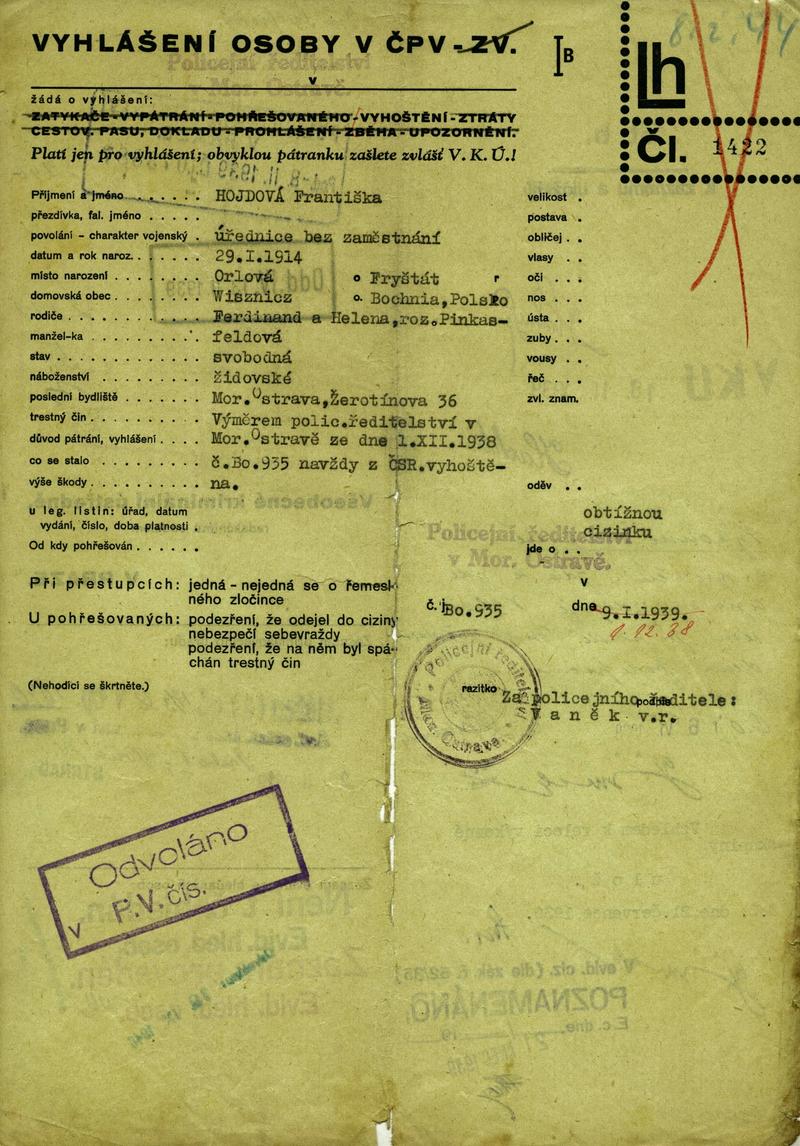 VYHLÁŠENÍ OSOBY V ČPV - ZV.
I B
lh
Čl. 1422
v
žádá o vyhlášení:
ZATYKAČE - VYPÁTRÁNÍ - POHŘEŠOVANÉHO - VYHOŠTĚNÍ - ZTRÁTY
CESTOV. PASU, DOKLADU - PROHLÁŠENÍ - ZBĚHA - UPOZORNĚNÍ.
Platí jen pro vyhlášení; obvyklou pátranku zašlete zvlášť V. K. Ú.!
Příjmení a jméno . . . . . . HOJDOVÁ Františka
velikost .
přezdívka, fal. jméno . . . . .
postava .
povolání – charakter vojenský . úřednice bez zaměstnání
obličej . .
datum a rok naroz. . . . . . . 29.I.1914
vlasy . .
místo narození . . . . . . . . Orlová o Fryštát r
oči . . .
domovská obec . . . . . . . . Wisznicz o. Bochnia,Polsko
nos . . .
rodiče . . . . . . . . . . . . Ferdinand a Helena,roz.Pinkas-
ústa . . .
manžel-ka . . . . . . . . . . feldová
zuby . . .
stav . . . . . . . . . . . . . svobodná
vousy . .
náboženství . . . . . . . . . židovské
řeč . . .
poslední bydliště . . . . . . . Mor.Ostrava,Žerotínova 36
zvl. znam.
trestný čin . . . . . . . . . . Výměrem polic.ředitelství v
důvod pátrání, vyhlášení . . . . Mor.Ostravě ze dne 1.XII.1938
co se stalo . . . . . . . . . č.Bo.935 navždy z ČSR.vyhoště-
výše škody . . . . . . . . . . na.
oděv . .
u leg. listin: úřad, datum
vydání, číslo, doba platnosti .
obtížnou
cizinku
Od kdy pohřešován . . . . . .
jde o . .
Policejní ředitelství
v Mor. Ostravě.
v
Při přestupcích: jedná – nejedná se o řemesl-
ného zločince
č. j. Bo.935
dne 9.I.1939.
1.12.38
U pohřešovaných: podezření, že odejel do ciziny
nebezpečí sebevraždy
podezření, že na něm byl spá-
chán trestný čin
(Nehodící se škrtněte.)
razítko
Za policejního ředitele:
V a n ě k v.r.
Odvoláno
v P.V. čís.